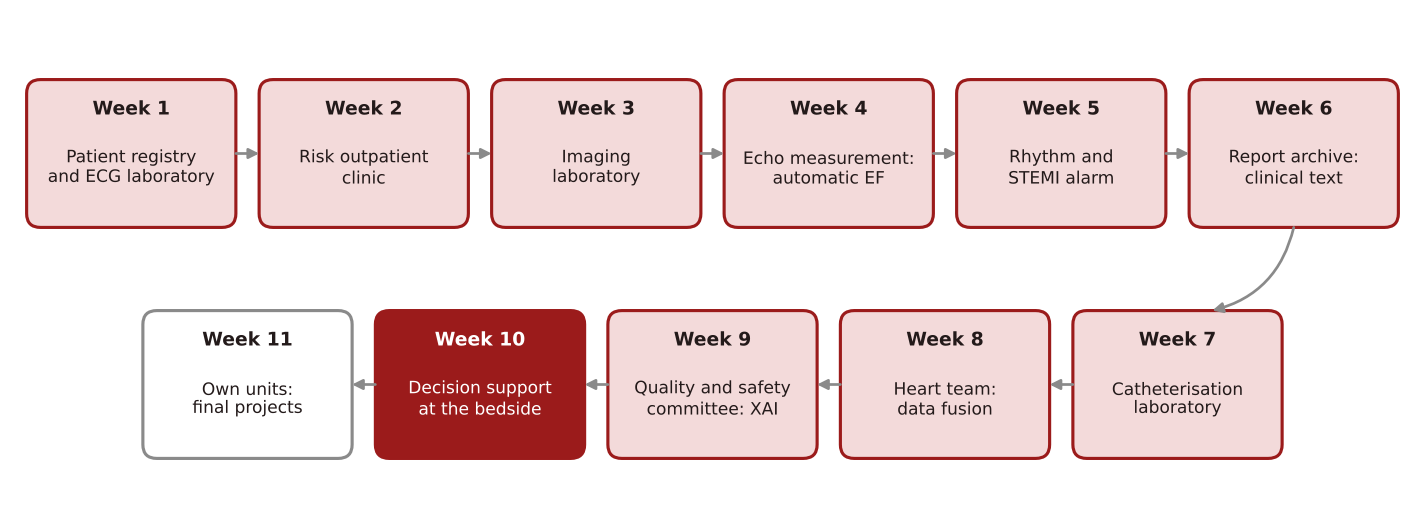 Week 1
Patient registry
and ECG laboratory
Week 2
Risk outpatient
clinic
Week 3
Imaging
laboratory
Week 4
Echo measurement:
automatic EF
Week 5
Rhythm and
STEMI alarm
Week 6
Report archive:
clinical text
Week 7
Catheterisation
laboratory
Week 8
Heart team:
data fusion
Week 9
Quality and safety
committee: XAI
Week 10
Decision support
at the bedside
Week 11
Own units:
final projects